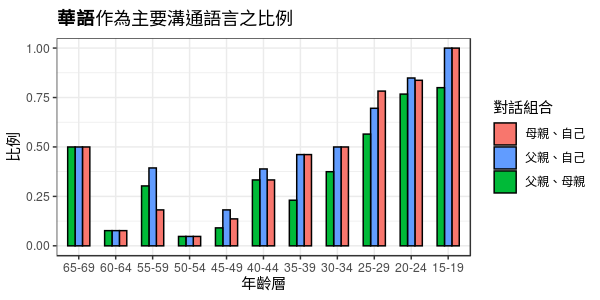 華語作為主要溝通語言之比例
1.00
0.75
0.50
0.25
0.00
比例
65-69 60-64 55-59 50-54 45-49 40-44 35-39 30-34 25-29 20-24 15-19
年齡層
對話組合
母親、自己
父親、自己
父親、母親